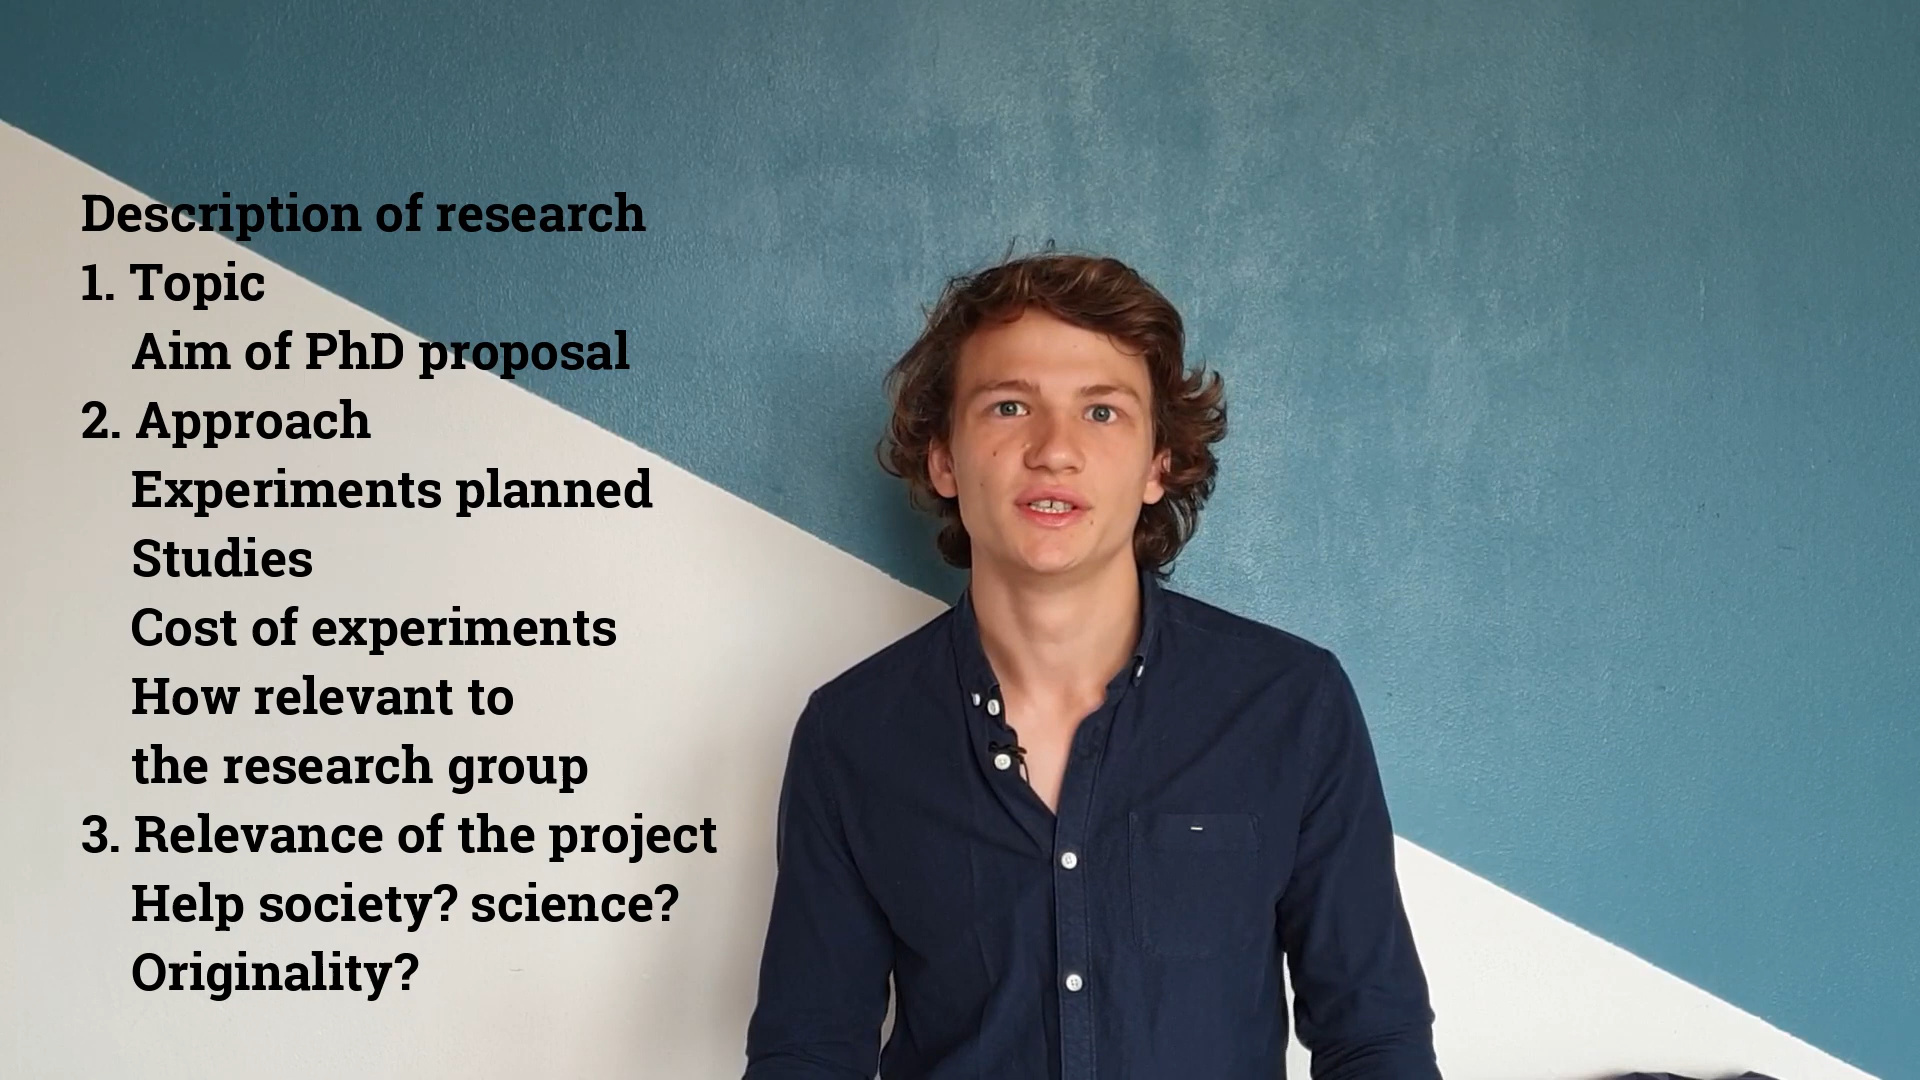 Description of research
1. Topic
Aim of PhD proposal
2. Approach
Experiments planned
Studies
Cost of experiments
How relevant to
the research group
3. Relevance of the project
Help society? science?
Originality?